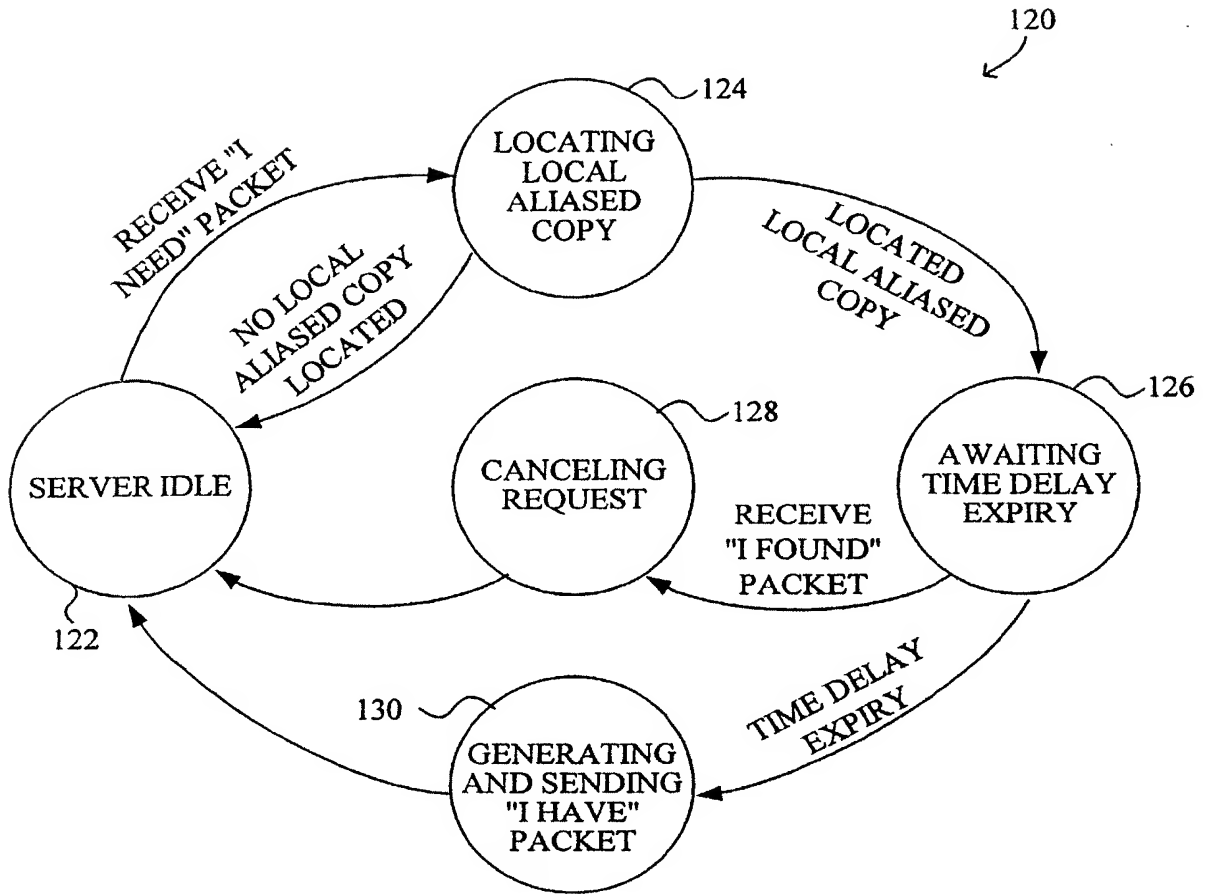 120
124
LOCATING
LOCAL
ALIASED
COPY
RECEIVE "I
NEED" PACKET
NO LOCAL
ALIASED COPY
LOCATED
LOCATED
LOCAL ALIASED
COPY
126
AWAITING
TIME DELAY
EXPIRY
128
CANCELING
REQUEST
SERVER IDLE
122
RECEIVE
"I FOUND"
PACKET
TIME DELAY
EXPIRY
130
GENERATING
AND SENDING
"I HAVE"
PACKET